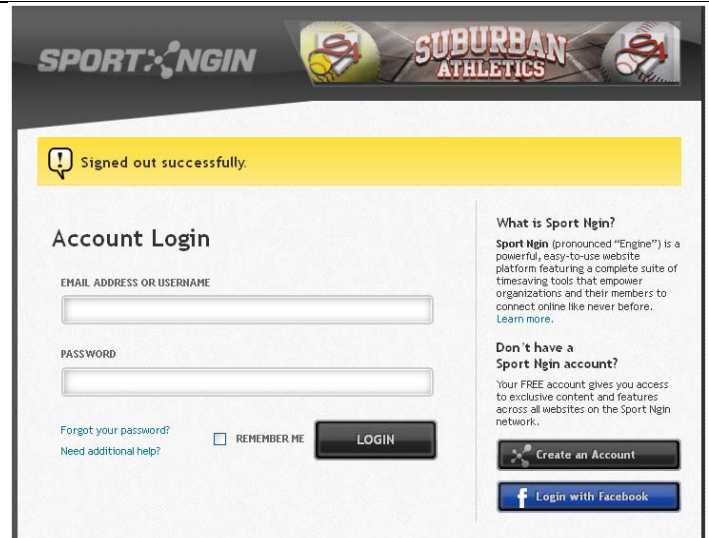 SPORT NGIN
SUBURBAN
ATHLETICS
Signed out successfully.
Account Login
EMAIL ADDRESS OR USERNAME
PASSWORD
Forgot your password?
Need additional help?
REMEMBER ME
LOGIN
What is Sport Ngin?
Sport Ngin (pronounced “Engine”) is a
powerful, easy-to-use website
platform featuring a complete suite of
timesaving tools that empower
organizations and their members to
connect online like never before.
Learn more.
Don't have a
Sport Ngin account?
Your FREE account gives you access
to exclusive content and features
across all websites on the Sport Ngin
network.
Create an Account
f Login with Facebook